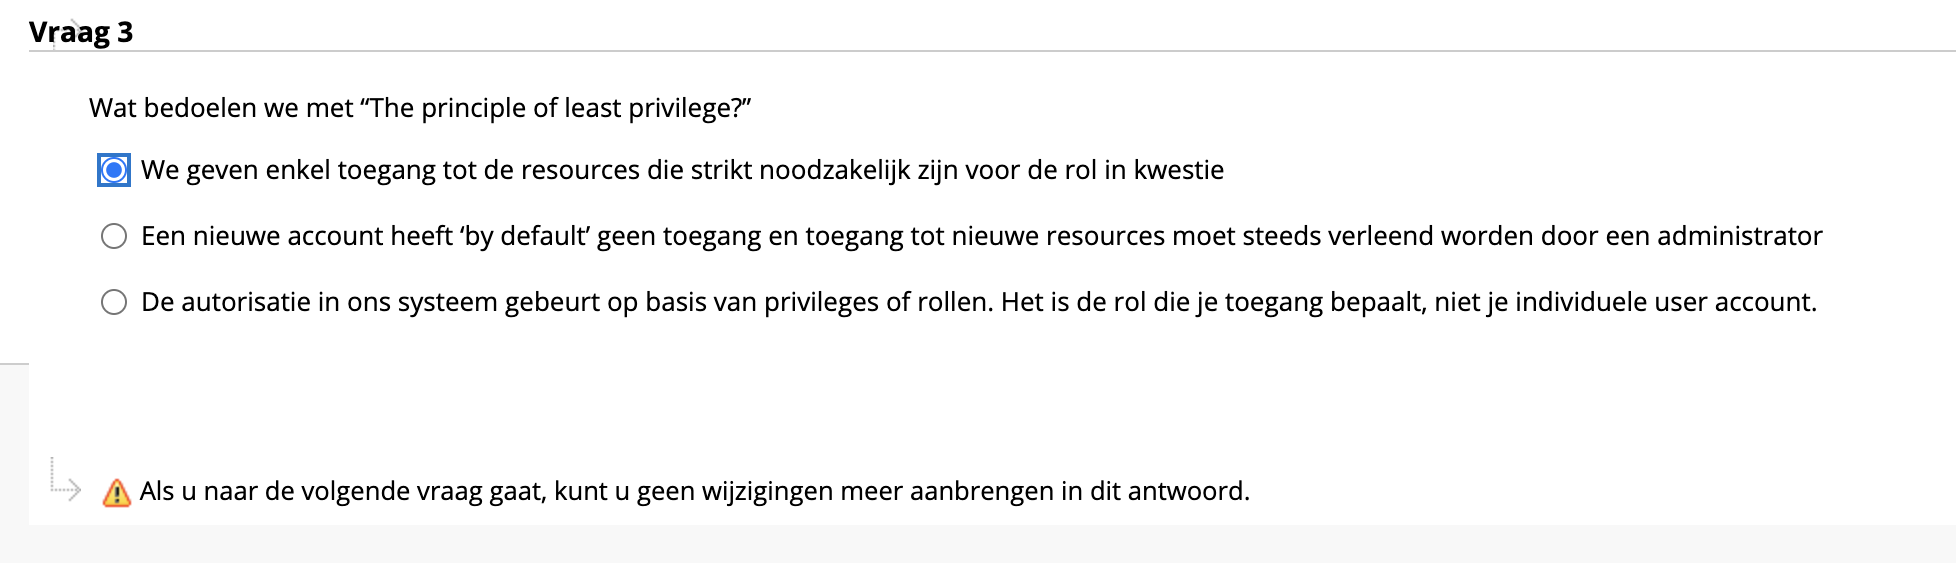 Vraag 3
Wat bedoelen we met “The principle of least privilege?”
We geven enkel toegang tot de resources die strikt noodzakelijk zijn voor de rol in kwestie
Een nieuwe account heeft ‘by default’ geen toegang en toegang tot nieuwe resources moet steeds verleend worden door een administrator
De autorisatie in ons systeem gebeurt op basis van privileges of rollen. Het is de rol die je toegang bepaalt, niet je individuele user account.
Als u naar de volgende vraag gaat, kunt u geen wijzigingen meer aanbrengen in dit antwoord.